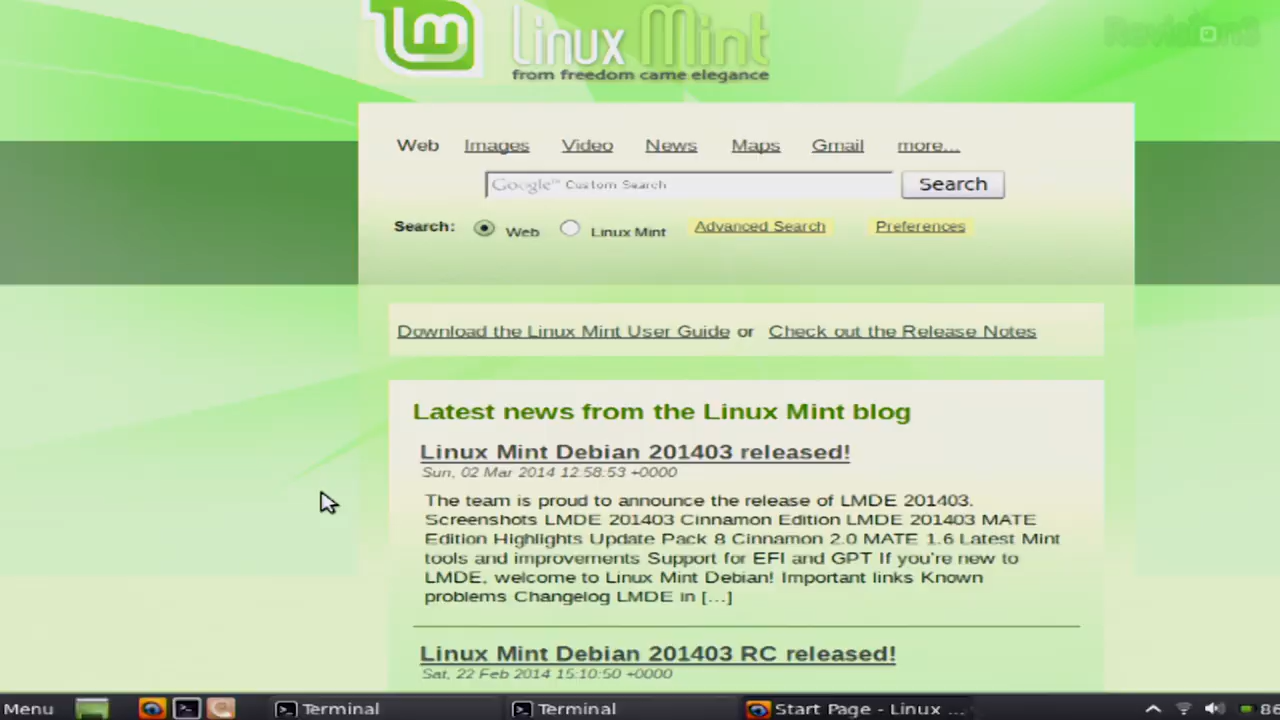 Linux Mint
from freedom came elegance
Revision3
Web Images Video News Maps Gmail more...
Google™ Custom Search Search
Search: Web Linux Mint Advanced Search Preferences
Download the Linux Mint User Guide or Check out the Release Notes
Latest news from the Linux Mint blog
Linux Mint Debian 201403 released!
Sun, 02 Mar 2014 12:58:53 +0000
The team is proud to announce the release of LMDE 201403.
Screenshots LMDE 201403 Cinnamon Edition LMDE 201403 MATE
Edition Highlights Update Pack 8 Cinnamon 2.0 MATE 1.6 Latest Mint
tools and improvements Support for EFI and GPT If you're new to
LMDE, welcome to Linux Mint Debian! Important links Known
problems Changelog LMDE in [...]
Linux Mint Debian 201403 RC released!
Sat, 22 Feb 2014 15:10:50 +0000
Menu Terminal Terminal Start Page - Linux ... 86